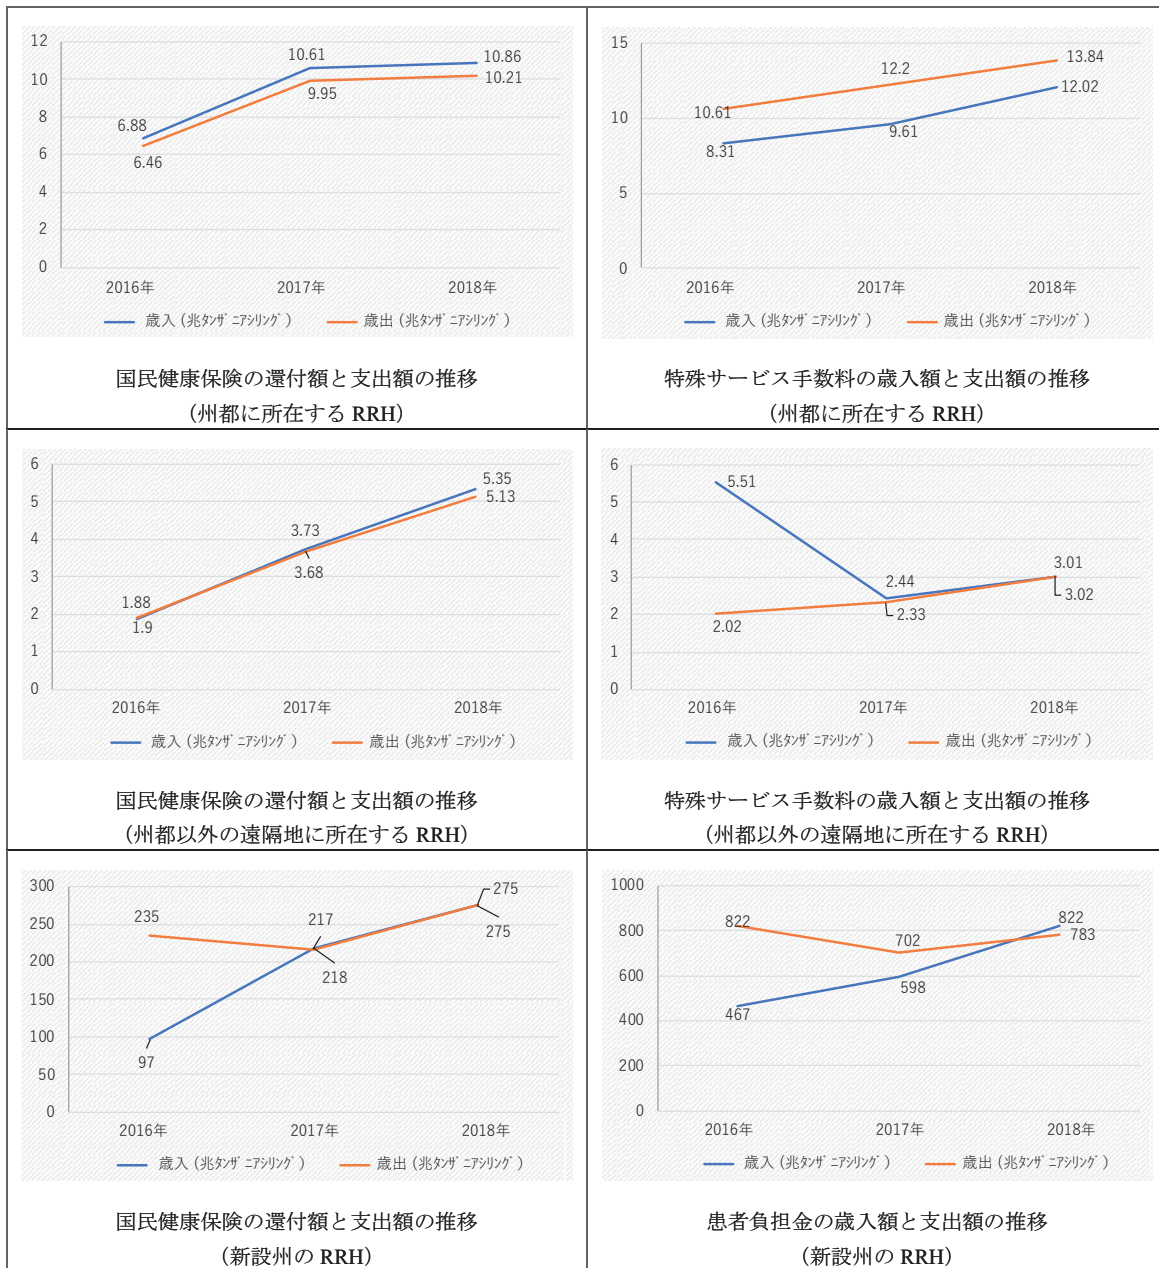 12
10
8
6
4
2
0
10.61
10.86
9.95
10.21
6.88
6.46
2016年
2017年
2018年
歳入 (兆ﾀﾝｻﾞﾆｱｼﾘﾝｸﾞ)
歳出 (兆ﾀﾝｻﾞﾆｱｼﾘﾝｸﾞ)
国民健康保険の還付額と支出額の推移
（州都に所在する RRH）
15
10
5
0
13.84
12.2
12.02
10.61
9.61
8.31
2016年
2017年
2018年
歳入 (兆ﾀﾝｻﾞﾆｱｼﾘﾝｸﾞ)
歳出 (兆ﾀﾝｻﾞﾆｱｼﾘﾝｸﾞ)
特殊サービス手数料の歳入額と支出額の推移
（州都に所在する RRH）
6
5
4
3
2
1
0
5.35
5.13
3.73
3.68
1.88
1.9
2016年
2017年
2018年
歳入 (兆ﾀﾝｻﾞﾆｱｼﾘﾝｸﾞ)
歳出 (兆ﾀﾝｻﾞﾆｱｼﾘﾝｸﾞ)
国民健康保険の還付額と支出額の推移
（州都以外の遠隔地に所在する RRH）
6
5
4
3
2
1
0
5.51
3.01
2.44
3.02
2.33
2.02
2016年
2017年
2018年
歳入 (兆ﾀﾝｻﾞﾆｱｼﾘﾝｸﾞ)
歳出 (兆ﾀﾝｻﾞﾆｱｼﾘﾝｸﾞ)
特殊サービス手数料の歳入額と支出額の推移
（州都以外の遠隔地に所在する RRH）
300
250
200
150
100
50
0
275
235
217
275
218
97
2016年
2017年
2018年
歳入 (兆ﾀﾝｻﾞﾆｱｼﾘﾝｸﾞ)
歳出 (兆ﾀﾝｻﾞﾆｱｼﾘﾝｸﾞ)
国民健康保険の還付額と支出額の推移
（新設州の RRH）
1000
800
600
400
200
0
822
822
702
783
598
467
2016年
2017年
2018年
歳入 (兆ﾀﾝｻﾞﾆｱｼﾘﾝｸﾞ)
歳出 (兆ﾀﾝｻﾞﾆｱｼﾘﾝｸﾞ)
患者負担金の歳入額と支出額の推移
（新設州の RRH）